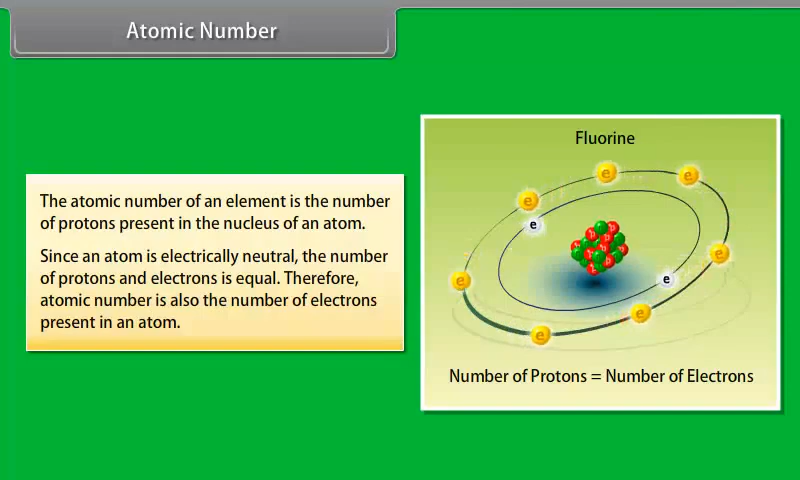 Atomic Number
The atomic number of an element is the number
of protons present in the nucleus of an atom.
Since an atom is electrically neutral, the number
of protons and electrons is equal. Therefore,
atomic number is also the number of electrons
present in an atom.
Fluorine
e
e
e
e
e
e
e
e
e
Number of Protons = Number of Electrons